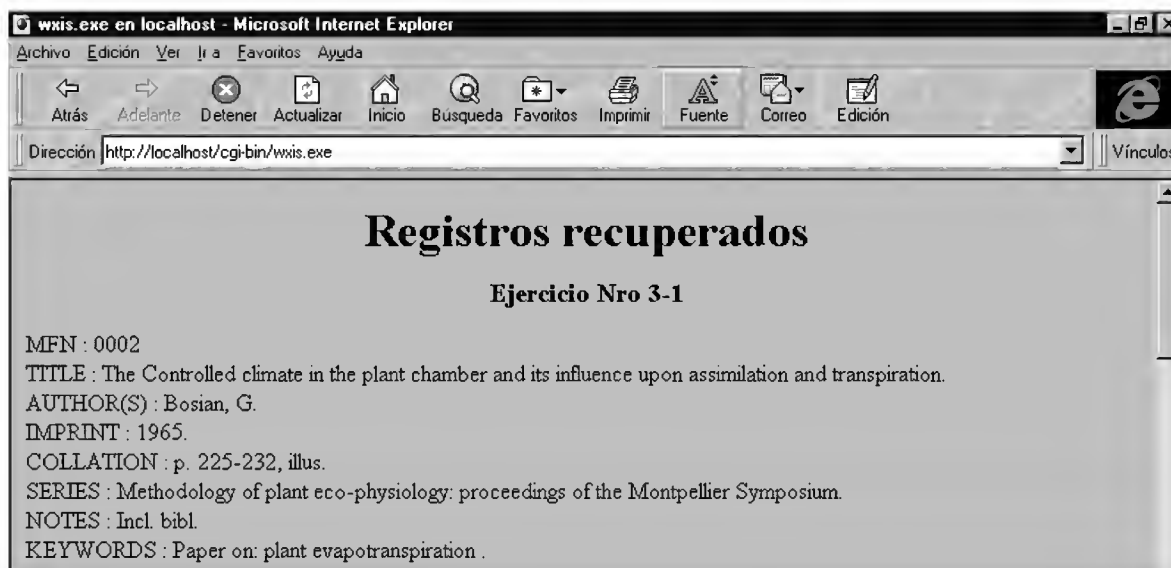 wxis.exe en localhost - Microsoft Internet Explorer
Archivo Edición Ver Ir a Favoritos Ayuda
Atrás Adelante Detener Actualizar Inicio Búsqueda Favoritos Imprimir Fuente Correo Edición
Dirección http://localhost/cgi-bin/wxis.exe Vínculos
Registros recuperados
Ejercicio Nro 3-1
MFN : 0002
TITLE : The Controlled climate in the plant chamber and its influence upon assimilation and transpiration.
AUTHOR(S) : Bosian, G.
IMPRINT : 1965.
COLLATION : p. 225-232, illus.
SERIES : Methodology of plant eco-physiology: proceedings of the Montpellier Symposium.
NOTES : Incl. bibl.
KEYWORDS : Paper on: plant evapotranspiration .